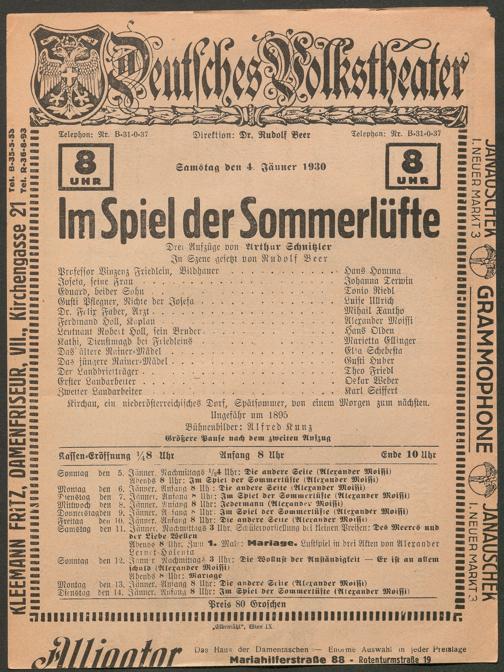 Deutsches Volkstheater
Telephon: Nr. B-31-0-37 Direktion: Dr. Rudolf Beer Telephon: Nr. B-31-0-37
8 UHR
Samstag den 4. Jänner 1930
8 UHR
Im Spiel der Sommerlüfte
Drei Aufzüge von Arthur Schnitzler
In Szene gesetzt von Rudolf Beer
Professor Vinzenz Friedlein, Bildhauer . . . Hans Homma
Josefa, seine Frau . . . Johanna Terwin
Eduard, beider Sohn . . . Tonio Riedl
Gusti Pflegner, Nichte der Josefa . . . Luise Ullrich
Dr. Felix Faber, Arzt . . . Mihail Xantho
Ferdinand Holl, Kaplan . . . Alexander Moissi
Leutnant Robert Holl, sein Bruder . . . Hans Olden
Kathi, Dienstmagd bei Friedleins . . . Marietta Ellinger
Das ältere Rainer-Mädel . . . Ela Schebesta
Das jüngere Rainer-Mädel . . . Gusti Huber
Der Landbriefträger . . . Theo Friedl
Erster Landarbeiter . . . Oskar Weber
Zweiter Landarbeiter . . . Karl Seiffert
Kirchau, ein niederösterreichisches Dorf, Spätsommer, von einem Morgen zum nächsten.
Ungefähr um 1895
Bühnenbilder: Alfred Kunz
Größere Pause nach dem zweiten Aufzug
Kassen-Eröffnung ½8 Uhr Anfang 8 Uhr Ende 10 Uhr
Sonntag den 5. Jänner. Nachmittags ¼4 Uhr: Die andere Seite (Alexander Moissi)
Abends 8 Uhr: Im Spiel der Sommerlüfte (Alexander Moissi)
Montag den 6. Jänner. Anfang 8 Uhr: Die andere Seite (Alexander Moissi)
Dienstag den 7. Jänner. Anfang 8 Uhr: Im Spiel der Sommerlüfte (Alexander Moissi)
Mittwoch den 8. Jänner. Anfang 8 Uhr: Jedermann (Alexander Moissi)
Donnerstag den 9. Jänner. Anfang 8 Uhr: Im Spiel der Sommerlüfte (Alexander Moissi)
Freitag den 10. Jänner. Anfang 8 Uhr: Die andere Seite (Alexander Moissi)
Samstag den 11. Jänner. Nachmittags 3 Uhr: Schülervorstellung bei kleinen Preisen: Des Meeres und
der Liebe Wellen
Abends 8 Uhr: Zum 1. Male: Mariage. Lustspiel in drei Akten von Alexander
Lernet-Holenia
Sonntag den 12. Jänner. Nachmittags 3 Uhr: Die Wollust der Anständigkeit — Er ist an allem
schuld (Alexander Moissi)
Abends 8 Uhr: Mariage
Montag den 13. Jänner. Anfang 8 Uhr: Die andere Seite (Alexander Moissi)
Dienstag den 14. Jänner. Anfang 8 Uhr: Im Spiel der Sommerlüfte (Alexander Moissi)
Preis 80 Groschen
„Elbemühl“, Wien IX.
KLEEMANN FRITZ, DAMENFRISEUR, VII., Kirchengasse 21
JANAUSCHEK
I. NEUER MARKT 3
GRAMMOPHONE
JANAUSCHEK
I. NEUER MARKT 3
Alligator
Das Haus der Damentaschen — Enorme Auswahl in jeder Preislage
Mariahilferstraße 88 - Rotenturmstraße 19